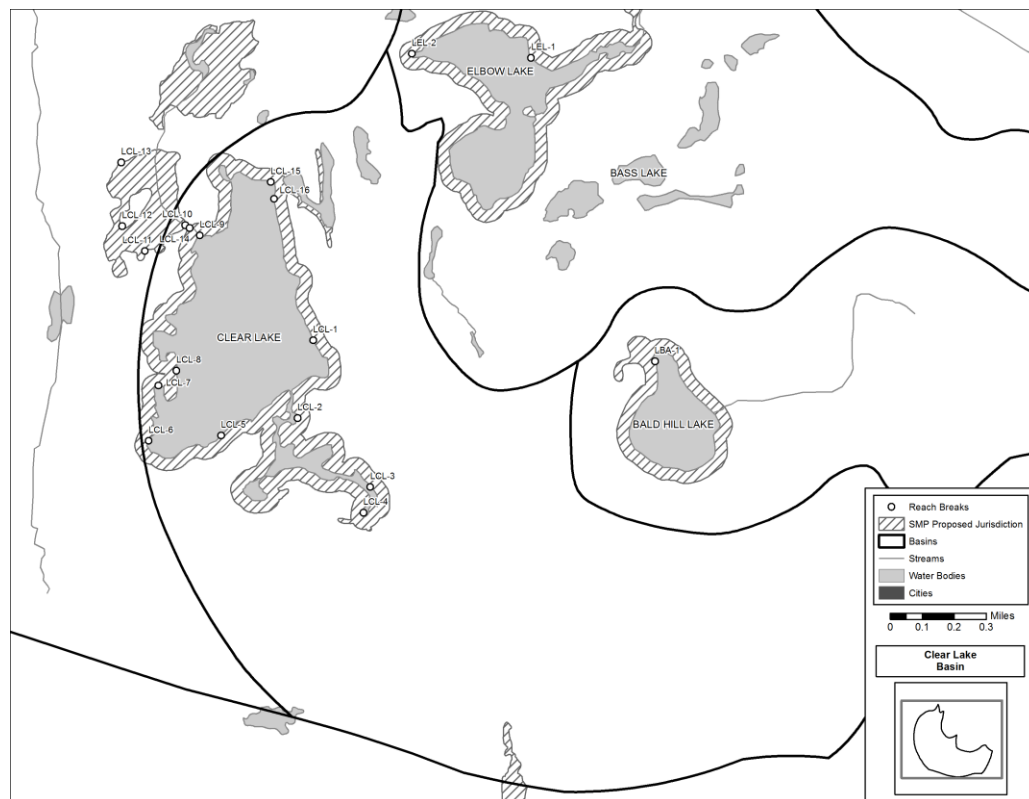 LEL-2
LEL-1
ELBOW LAKE
LCL-13
LCL-15
BASS LAKE
LCL-16
LCL-12
LCL-10
LCL-9
LCL-14
LCL-11
CLEAR LAKE
LCL-1
LCL-8
LBA-1
LCL-7
LCL-2
BALD HILL LAKE
LCL-5
LCL-6
LCL-3
LCL-4
Reach Breaks
SMP Proposed Jurisdiction
Basins
Streams
Water Bodies
Cities
Miles
0 0.1 0.2 0.3
Clear Lake
Basin